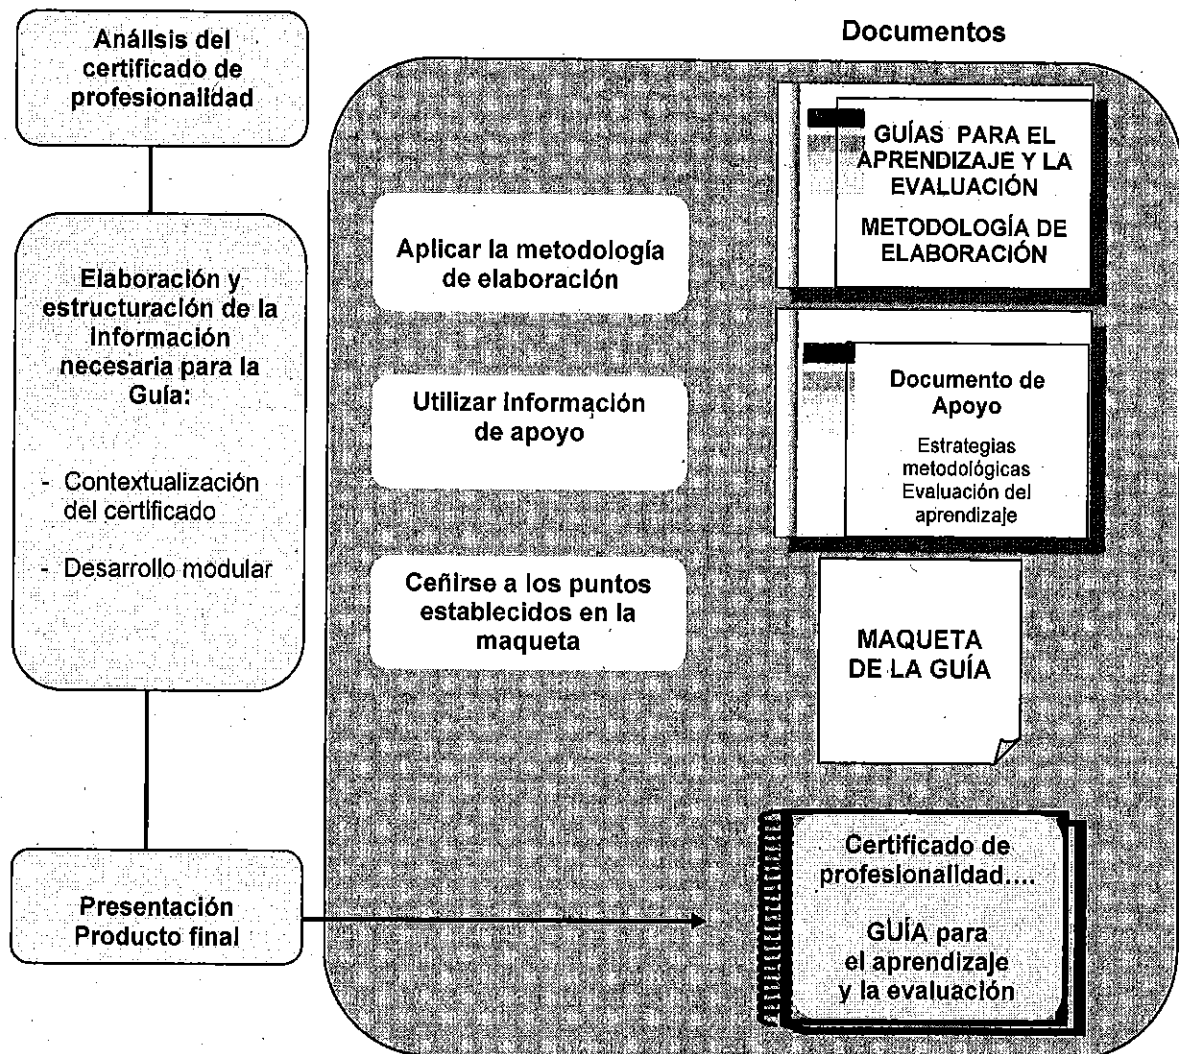 Análisis del
certificado de
profesionalidad
Elaboración y
estructuración de la
Información
necesaria para la
Guía:
- Contextualización
del certificado
- Desarrollo modular
Presentación
Producto final
Documentos
Aplicar la metodología
de elaboración
Utilizar Información
de apoyo
Ceñirse a los puntos
establecidos en la
maqueta
GUÍAS PARA EL
APRENDIZAJE Y LA
EVALUACIÓN
METODOLOGÍA DE
ELABORACIÓN
Documento de
Apoyo
Estrategias
metodológicas
Evaluación del
aprendizaje
MAQUETA
DE LA GUÍA
Certificado de
profesionalidad....
GUÍA para
el aprendizaje
y la evaluación